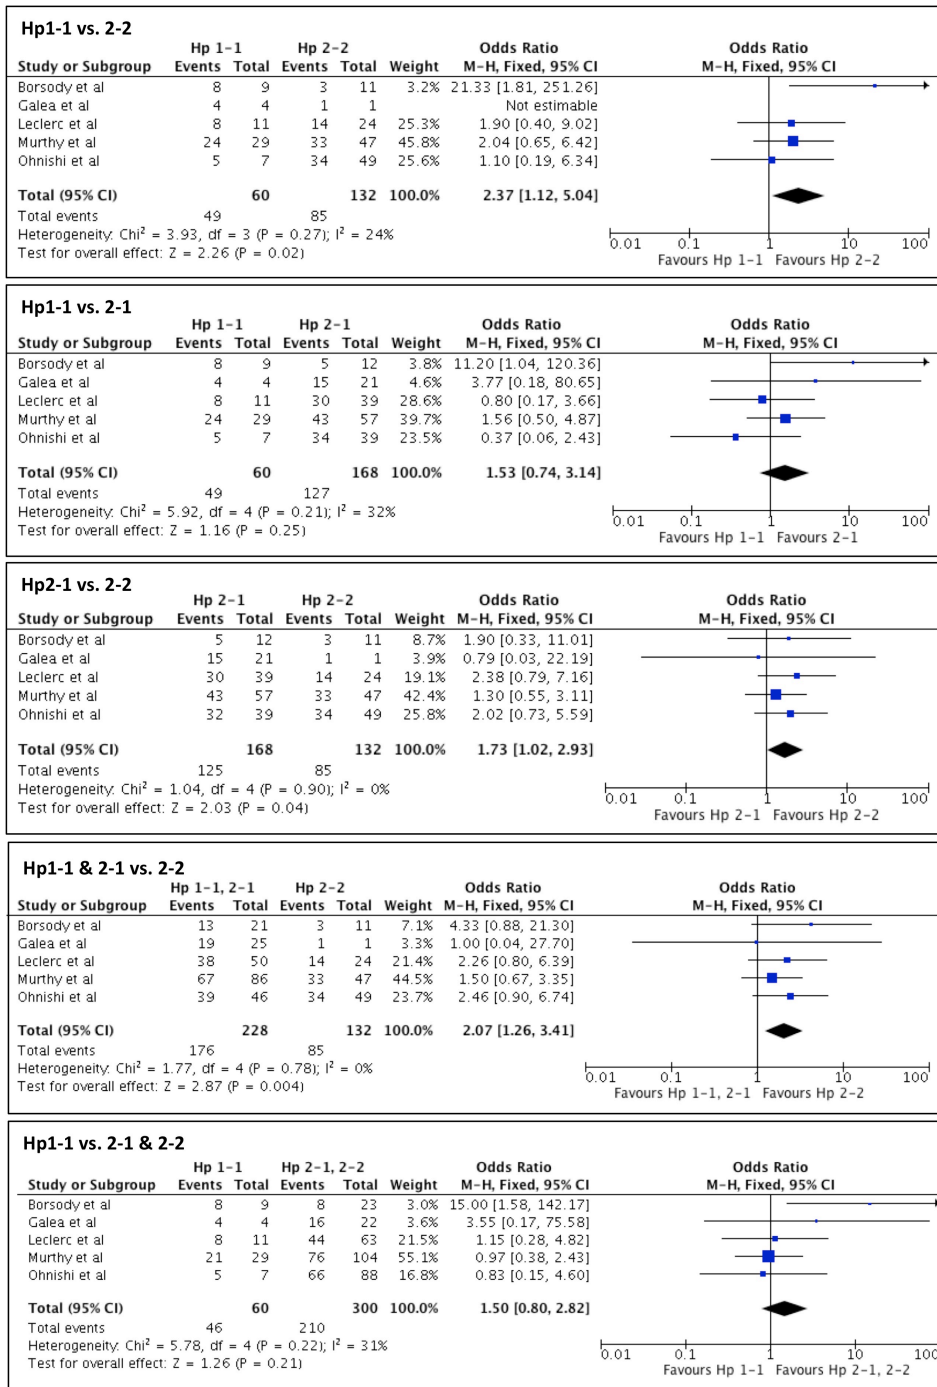 Hp1-1 vs. 2-2
Hp 1-1 Hp 2-2 Odds Ratio Odds Ratio
Study or Subgroup Events Total Events Total Weight M-H, Fixed, 95% CI M-H, Fixed, 95% CI
Borsody et al 8 9 3 11 3.2% 21.33 [1.81, 251.26]
Galea et al 4 4 1 1 Not estimable
Leclerc et al 8 11 14 24 25.3% 1.90 [0.40, 9.02]
Murthy et al 24 29 33 47 45.8% 2.04 [0.65, 6.42]
Ohnishi et al 5 7 34 49 25.6% 1.10 [0.19, 6.34]
Total (95% CI) 60 132 100.0% 2.37 [1.12, 5.04]
Total events 49 85
Heterogeneity: Chi² = 3.93, df = 3 (P = 0.27); I² = 24%
Test for overall effect: Z = 2.26 (P = 0.02)
0.01 0.1 1 10 100
Favours Hp 1-1 Favours Hp 2-2
Hp1-1 vs. 2-1
Hp 1-1 Hp 2-1 Odds Ratio Odds Ratio
Study or Subgroup Events Total Events Total Weight M-H, Fixed, 95% CI M-H, Fixed, 95% CI
Borsody et al 8 9 5 12 3.8% 11.20 [1.04, 120.36]
Galea et al 4 4 15 21 4.6% 3.77 [0.18, 80.65]
Leclerc et al 8 11 30 39 28.6% 0.80 [0.17, 3.66]
Murthy et al 24 29 43 57 39.7% 1.56 [0.50, 4.87]
Ohnishi et al 5 7 34 39 23.5% 0.37 [0.06, 2.43]
Total (95% CI) 60 168 100.0% 1.53 [0.74, 3.14]
Total events 49 127
Heterogeneity: Chi² = 5.92, df = 4 (P = 0.21); I² = 32%
Test for overall effect: Z = 1.16 (P = 0.25)
0.01 0.1 1 10 100
Favours Hp 1-1 Favours 2-1
Hp2-1 vs. 2-2
Hp 2-1 Hp 2-2 Odds Ratio Odds Ratio
Study or Subgroup Events Total Events Total Weight M-H, Fixed, 95% CI M-H, Fixed, 95% CI
Borsody et al 5 12 3 11 8.7% 1.90 [0.33, 11.01]
Galea et al 15 21 1 1 3.9% 0.79 [0.03, 22.19]
Leclerc et al 30 39 14 24 19.1% 2.38 [0.79, 7.16]
Murthy et al 43 57 33 47 42.4% 1.30 [0.55, 3.11]
Ohnishi et al 32 39 34 49 25.8% 2.02 [0.73, 5.59]
Total (95% CI) 168 132 100.0% 1.73 [1.02, 2.93]
Total events 125 85
Heterogeneity: Chi² = 1.04, df = 4 (P = 0.90); I² = 0%
Test for overall effect: Z = 2.03 (P = 0.04)
0.01 0.1 1 10 100
Favours Hp 2-1 Favours Hp 2-2
Hp1-1 & 2-1 vs. 2-2
Hp 1-1, 2-1 Hp 2-2 Odds Ratio Odds Ratio
Study or Subgroup Events Total Events Total Weight M-H, Fixed, 95% CI M-H, Fixed, 95% CI
Borsody et al 13 21 3 11 7.1% 4.33 [0.88, 21.30]
Galea et al 19 25 1 1 3.3% 1.00 [0.04, 27.70]
Leclerc et al 38 50 14 24 21.4% 2.26 [0.80, 6.39]
Murthy et al 67 86 33 47 44.5% 1.50 [0.67, 3.35]
Ohnishi et al 39 46 34 49 23.7% 2.46 [0.90, 6.74]
Total (95% CI) 228 132 100.0% 2.07 [1.26, 3.41]
Total events 176 85
Heterogeneity: Chi² = 1.77, df = 4 (P = 0.78); I² = 0%
Test for overall effect: Z = 2.87 (P = 0.004)
0.01 0.1 1 10 100
Favours Hp 1-1, 2-1 Favours Hp 2-2
Hp1-1 vs. 2-1 & 2-2
Hp 1-1 Hp 2-1, 2-2 Odds Ratio Odds Ratio
Study or Subgroup Events Total Events Total Weight M-H, Fixed, 95% CI M-H, Fixed, 95% CI
Borsody et al 8 9 8 23 3.0% 15.00 [1.58, 142.17]
Galea et al 4 4 16 22 3.6% 3.55 [0.17, 75.58]
Leclerc et al 8 11 44 63 21.5% 1.15 [0.28, 4.82]
Murthy et al 21 29 76 104 55.1% 0.97 [0.38, 2.43]
Ohnishi et al 5 7 66 88 16.8% 0.83 [0.15, 4.60]
Total (95% CI) 60 300 100.0% 1.50 [0.80, 2.82]
Total events 46 210
Heterogeneity: Chi² = 5.78, df = 4 (P = 0.22); I² = 31%
Test for overall effect: Z = 1.26 (P = 0.21)
0.01 0.1 1 10 100
Favours Hp 1-1 Favours Hp 2-1, 2-2